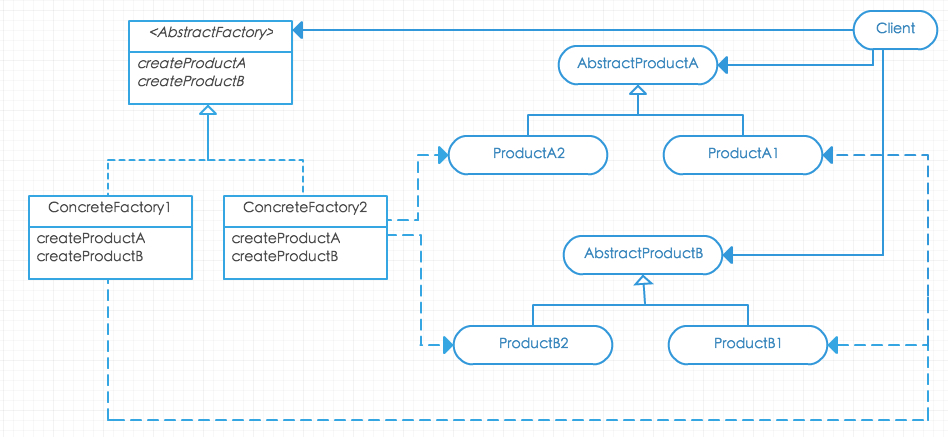 <AbstractFactory>
createProductA
createProductB
Client
AbstractProductA
ProductA2
ProductA1
ConcreteFactory1
createProductA
createProductB
ConcreteFactory2
createProductA
createProductB
AbstractProductB
ProductB2
ProductB1